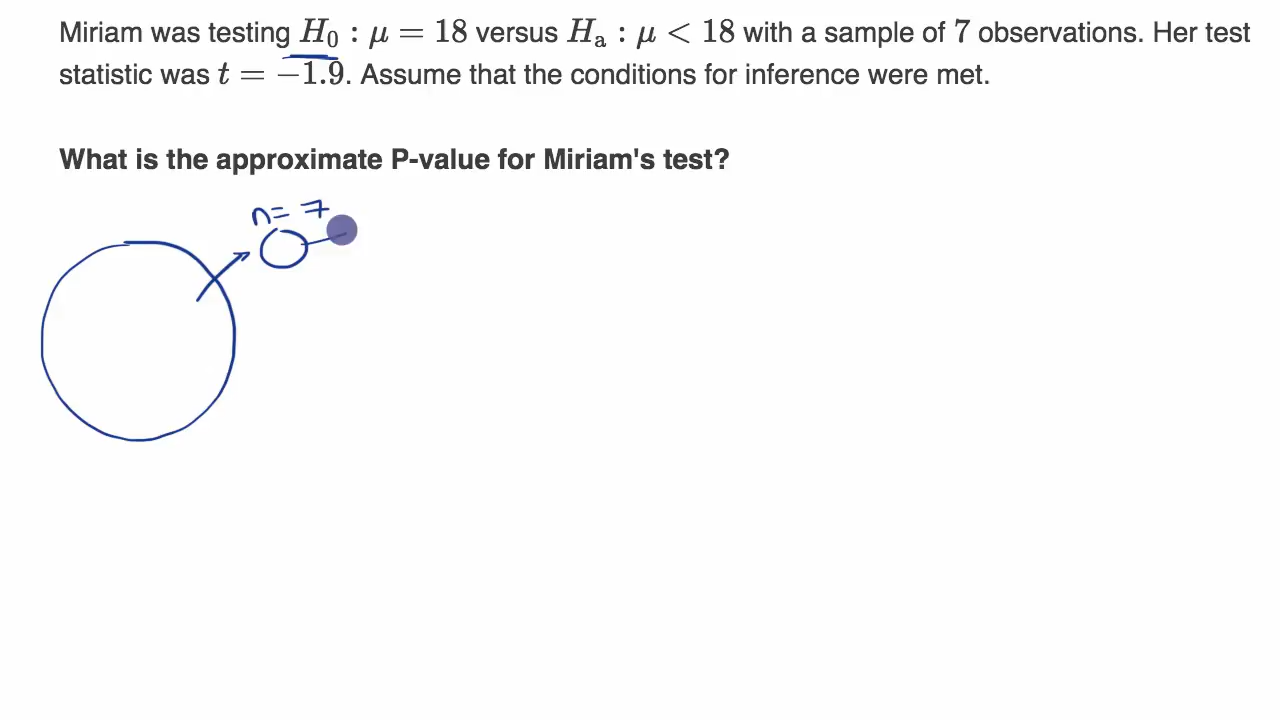 Miriam was testing H₀ : μ = 18 versus Hₐ : μ < 18 with a sample of 7 observations. Her test
statistic was t = −1.9. Assume that the conditions for inference were met.
What is the approximate P-value for Miriam's test?
n= 7